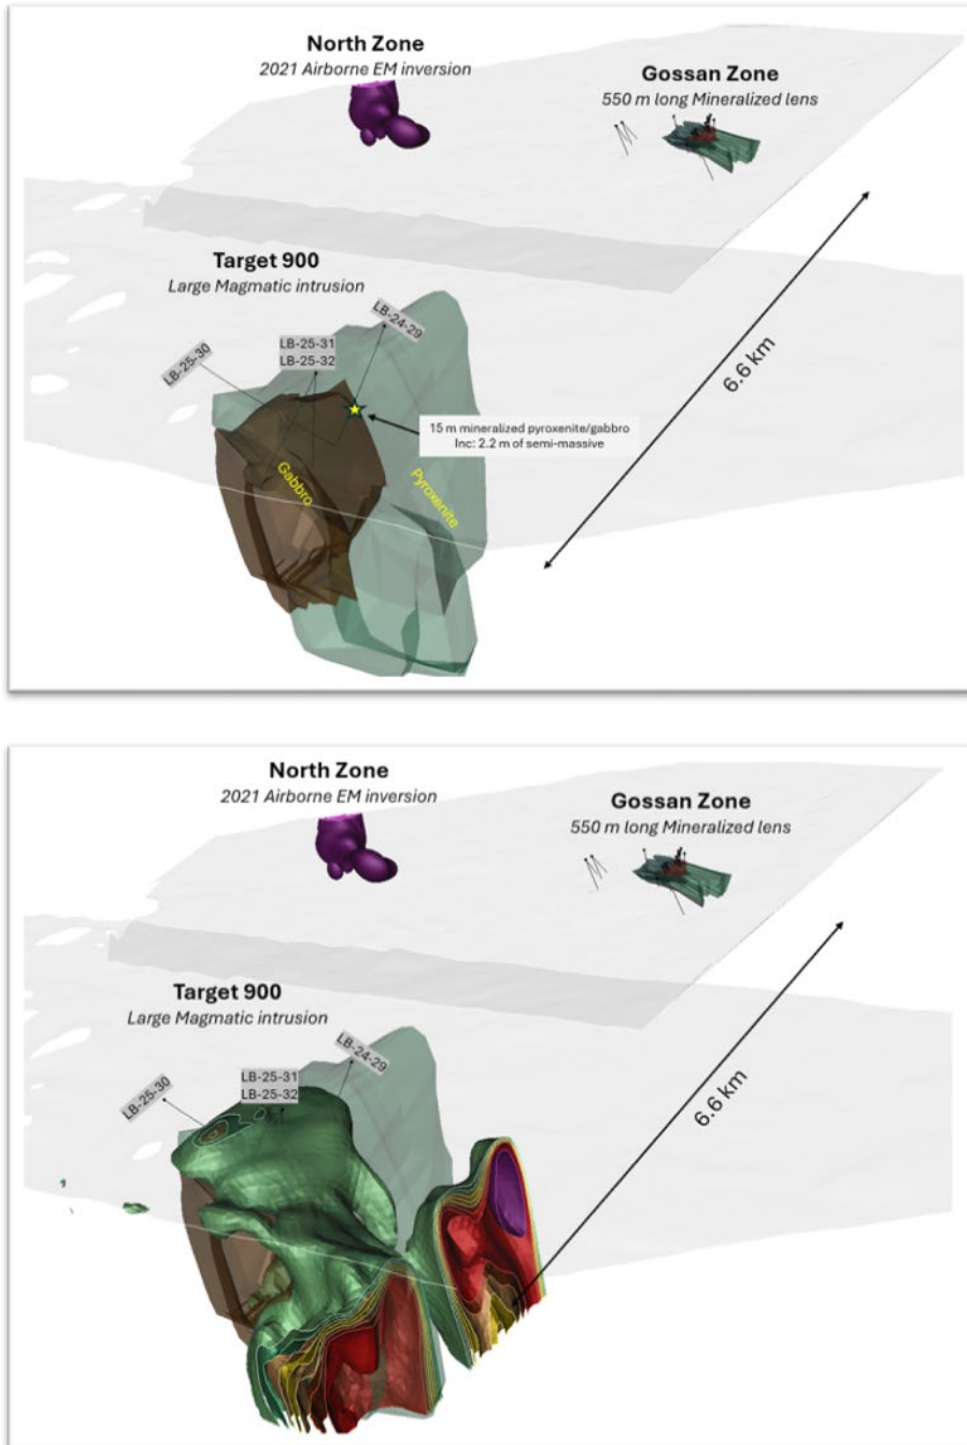 North Zone
2021 Airborne EM inversion
Gossan Zone
550 m long Mineralized lens
Target 900
Large Magmatic intrusion
LB-24-29
LB-25-31
LB-25-32
LB-25-30
6.6 km
15 m mineralized pyroxenite/gabbro
Inc: 2.2 m of semi-massive
Gabbro
Pyroxenite
North Zone
2021 Airborne EM inversion
Gossan Zone
550 m long Mineralized lens
Target 900
Large Magmatic intrusion
LB-24-29
LB-25-31
LB-25-32
LB-25-30
6.6 km